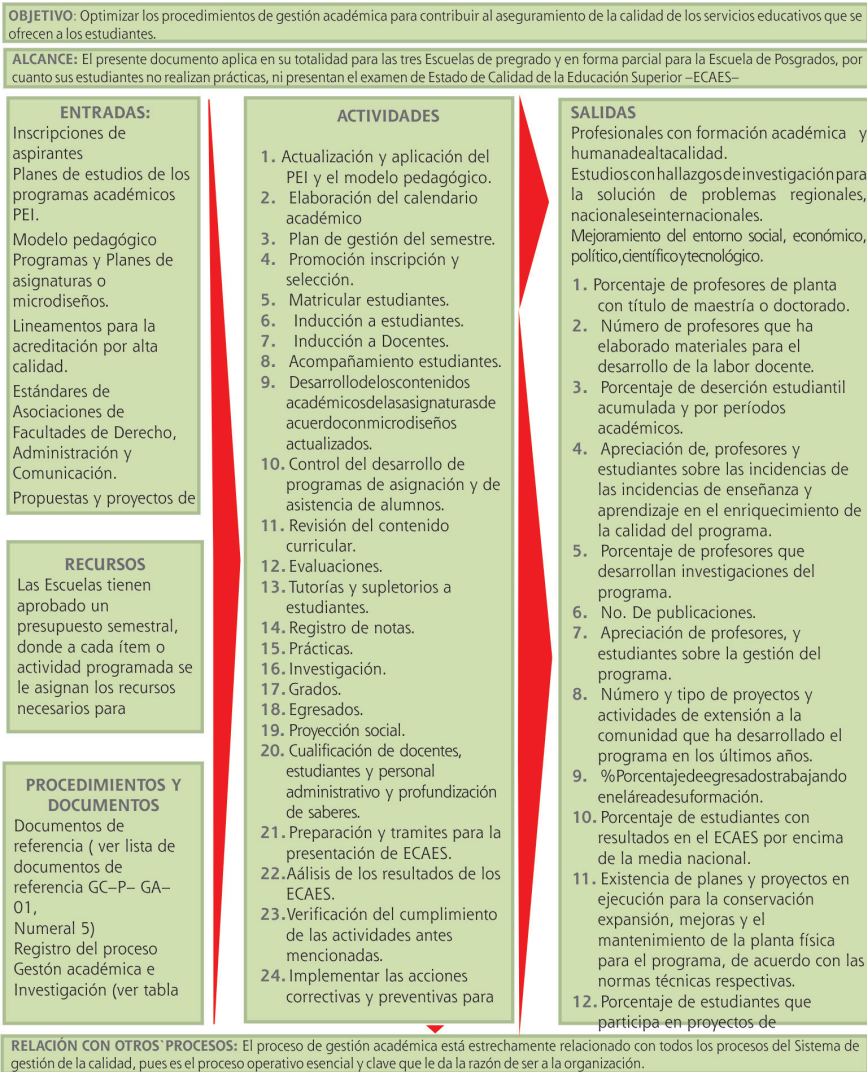 OBJETIVO: Optimizar los procedimientos de gestión académica para contribuir al aseguramiento de la calidad de los servicios educativos que se
ofrecen a los estudiantes.
ALCANCE: El presente documento aplica en su totalidad para las tres Escuelas de pregrado y en forma parcial para la Escuela de Posgrados, por
cuanto sus estudiantes no realizan prácticas, ni presentan el examen de Estado de Calidad de la Educación Superior –ECAES–
ENTRADAS:
Inscripciones de
aspirantes
Planes de estudios de los
programas académicos
PEI.
Modelo pedagógico
Programas y Planes de
asignaturas o
microdiseños.
Lineamentos para la
acreditación por alta
calidad.
Estándares de
Asociaciones de
Facultades de Derecho,
Administración y
Comunicación.
Propuestas y proyectos de
RECURSOS
Las Escuelas tienen
aprobado un
presupuesto semestral,
donde a cada ítem o
actividad programada se
le asignan los recursos
necesarios para
PROCEDIMIENTOS Y
DOCUMENTOS
Documentos de
referencia ( ver lista de
documentos de
referencia GC–P– GA–
01,
Numeral 5)
Registro del proceso
Gestón académica e
Investigación (ver tabla
ACTIVIDADES
1. Actualización y aplicación del
PEI y el modelo pedagógico.
2. Elaboración del calendario
académico
3. Plan de gestión del semestre.
4. Promoción inscripción y
selección.
5. Matricular estudiantes.
6. Inducción a estudiantes.
7. Inducción a Docentes.
8. Acompañamiento estudiantes.
9. Desarrollodeloscontenidos
académicosdelasasignaturasde
acuerdoconmicrodiseños
actualizados.
10. Control del desarrollo de
programas de asignación y de
asistencia de alumnos.
11. Revisión del contenido
curricular.
12. Evaluaciones.
13. Tutorías y supletorios a
estudiantes.
14. Registro de notas.
15. Prácticas.
16. Investigación.
17. Grados.
18. Egresados.
19. Proyección social.
20. Cualificación de docentes,
estudiantes y personal
administrativo y profundización
de saberes.
21. Preparación y tramites para la
presentación de ECAES.
22. Aálisis de los resultados de los
ECAES.
23. Verificación del cumplimiento
de las actividades antes
mencionadas.
24. Implementar las acciones
correctivas y preventivas para
SALIDAS
Profesionales con formación académica y
humanadealtacalidad.
Estudiosconhallazgosdeinvestigaciónpara
la solución de problemas regionales,
nacionaleseinternacionales.
Mejoramiento del entorno social, económico,
político,científicoytecnológico.
1. Porcentaje de profesores de planta
con título de maestría o doctorado.
2. Número de profesores que ha
elaborado materiales para el
desarrollo de la labor docente.
3. Porcentaje de deserción estudiantil
acumulada y por períodos
académicos.
4. Apreciación de, profesores y
estudiantes sobre las incidencias de
las incidencias de enseñanza y
aprendizaje en el enriquecimiento de
la calidad del programa.
5. Porcentaje de profesores que
desarrollan investigaciones del
programa.
6. No. De publicaciones.
7. Apreciación de profesores, y
estudiantes sobre la gestión del
programa.
8. Número y tipo de proyectos y
actividades de extensión a la
comunidad que ha desarrollado el
programa en los últimos años.
9. %Porcentajedeegresadostrabajando
eneláreadesuformación.
10. Porcentaje de estudiantes con
resultados en el ECAES por encima
de la media nacional.
11. Existencia de planes y proyectos en
ejecución para la conservación
expansión, mejoras y el
mantenimiento de la planta física
para el programa, de acuerdo con las
normas técnicas respectivas.
12. Porcentaje de estudiantes que
participa en proyectos de
RELACIÓN CON OTROS`PROCESOS: El proceso de gestión académica está estrechamente relacionado con todos los procesos del Sistema de
gestión de la calidad, pues es el proceso operativo esencial y clave que le da la razón de ser a la organización.